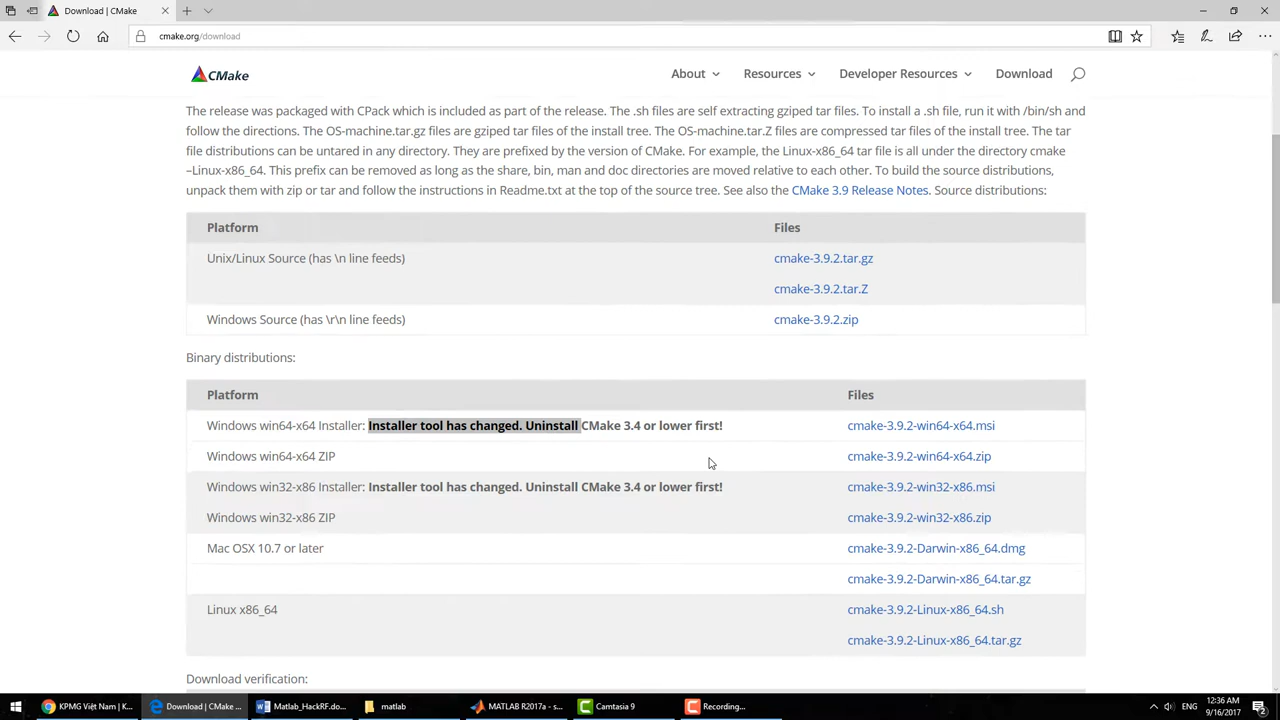 Download | CMake
cmake.org/download
CMake
About
Resources
Developer Resources
Download
The release was packaged with CPack which is included as part of the release. The .sh files are self extracting gziped tar files. To install a .sh file, run it with /bin/sh and
follow the directions. The OS-machine.tar.gz files are gziped tar files of the install tree. The OS-machine.tar.Z files are compressed tar files of the install tree. The tar
file distributions can be untared in any directory. They are prefixed by the version of CMake. For example, the Linux-x86_64 tar file is all under the directory cmake
–Linux-x86_64. This prefix can be removed as long as the share, bin, man and doc directories are moved relative to each other. To build the source distributions,
unpack them with zip or tar and follow the instructions in Readme.txt at the top of the source tree. See also the CMake 3.9 Release Notes. Source distributions:
Platform Files
Unix/Linux Source (has \n line feeds) cmake-3.9.2.tar.gz
cmake-3.9.2.tar.Z
Windows Source (has \r\n line feeds) cmake-3.9.2.zip
Binary distributions:
Platform Files
Windows win64-x64 Installer: Installer tool has changed. Uninstall CMake 3.4 or lower first! cmake-3.9.2-win64-x64.msi
Windows win64-x64 ZIP cmake-3.9.2-win64-x64.zip
Windows win32-x86 Installer: Installer tool has changed. Uninstall CMake 3.4 or lower first! cmake-3.9.2-win32-x86.msi
Windows win32-x86 ZIP cmake-3.9.2-win32-x86.zip
Mac OSX 10.7 or later cmake-3.9.2-Darwin-x86_64.dmg
cmake-3.9.2-Darwin-x86_64.tar.gz
Linux x86_64 cmake-3.9.2-Linux-x86_64.sh
cmake-3.9.2-Linux-x86_64.tar.gz
Download verification:
KPMG Việt Nam | K...
Download | CMake ...
Matlab_HackRF.do...
matlab
MATLAB R2017a - s...
Camtasia 9
Recording...
12:36 AM
9/16/2017
2